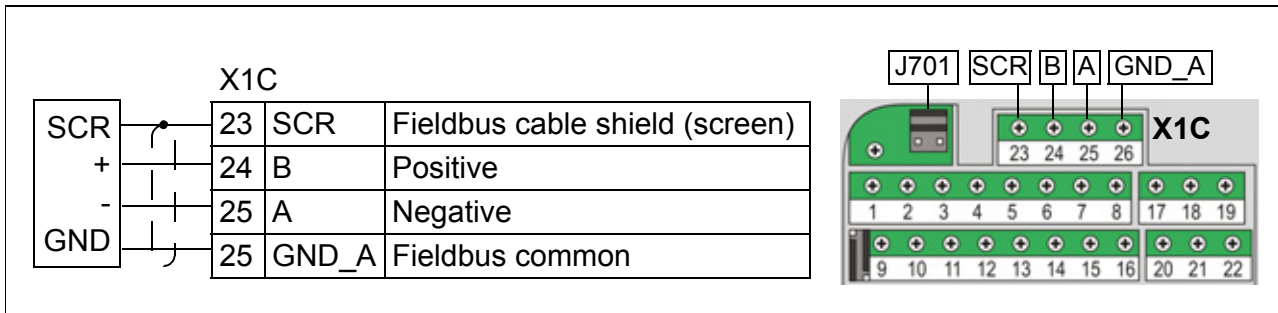 X1C
SCR 23 SCR Fieldbus cable shield (screen)
+ 24 B Positive
- 25 A Negative
GND 25 GND_A Fieldbus common
J701 SCR B A GND_A
X1C
23 24 25 26
1 2 3 4 5 6 7 8 17 18 19
9 10 11 12 13 14 15 16 20 21 22